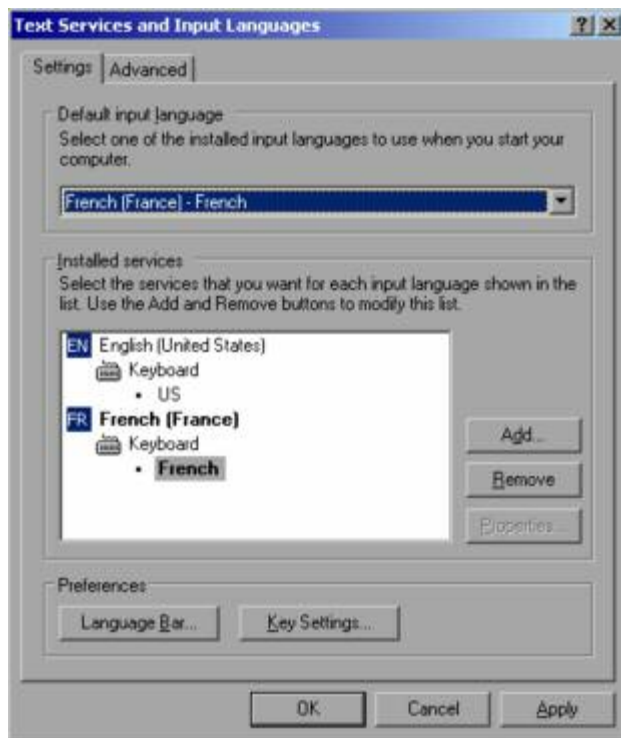 Text Services and Input Languages
Settings
Advanced
Default input language
Select one of the installed input languages to use when you start your
computer.
French (France) - French
Installed services
Select the services that you want for each input language shown in the
list. Use the Add and Remove buttons to modify this list.
EN English (United States)
Keyboard
• US
FR French (France)
Keyboard
• French
Add...
Remove
Properties...
Preferences
Language Bar...
Key Settings...
OK
Cancel
Apply